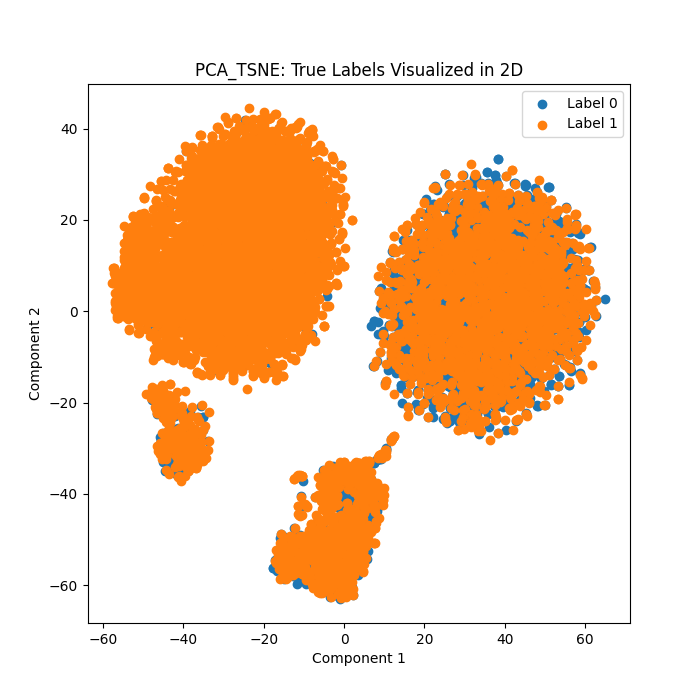 PCA_TSNE: True Labels Visualized in 2D
Label 0
Label 1
40
20
0
−20
−40
−60
Component 2
−60
−40
−20
0
20
40
60
Component 1